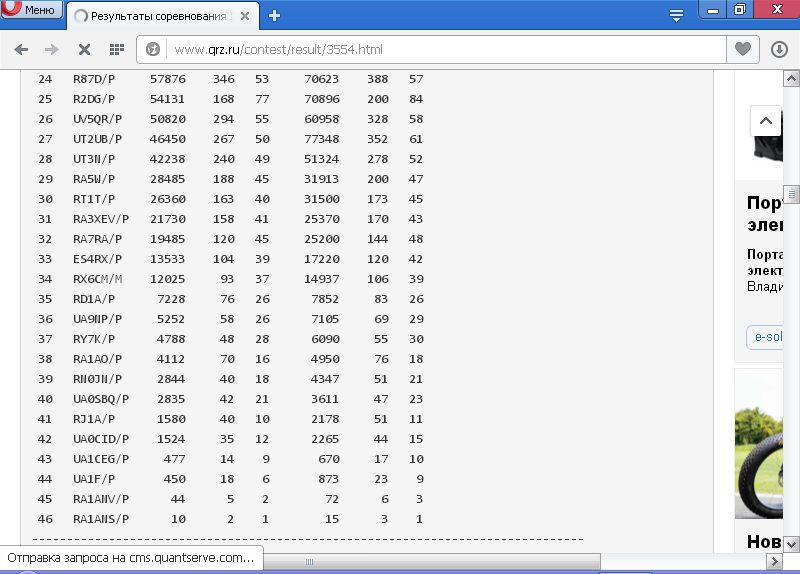 Меню
Результаты соревнования
www.qrz.ru/contest/result/3554.html
24 R87D/P 57876 346 53 70623 388 57
25 R2DG/P 54131 168 77 70896 200 84
26 UV5QR/P 50820 294 55 60958 328 58
27 UT2UB/P 46450 267 50 77348 352 61
28 UT3N/P 42238 240 49 51324 278 52
29 RA5W/P 28485 188 45 31913 200 47
30 RT1T/P 26360 163 40 31500 173 45
31 RA3XEV/P 21730 158 41 25370 170 43
32 RA7RA/P 19485 120 45 25200 144 48
33 ES4RX/P 13533 104 39 17220 120 42
34 RX6CM/M 12025 93 37 14937 106 39
35 RD1A/P 7228 76 26 7852 83 26
36 UA9NP/P 5252 58 26 7105 69 29
37 RY7K/P 4788 48 28 6090 55 30
38 RA1AO/P 4112 70 16 4950 76 18
39 RN0JN/P 2844 40 18 4347 51 21
40 UA0SBQ/P 2835 42 21 3611 47 23
41 RJ1A/P 1580 40 10 2178 51 11
42 UA0CID/P 1524 35 12 2265 44 15
43 UA1CEG/P 477 14 9 670 17 10
44 UA1F/P 450 18 6 873 23 9
45 RA1ANV/P 44 5 2 72 6 3
46 RA1ANS/P 10 2 1 15 3 1
Пор
эле
Порта
элект
Влади
e-sol
Нов
Отправка запроса на cms.quantserve.com...